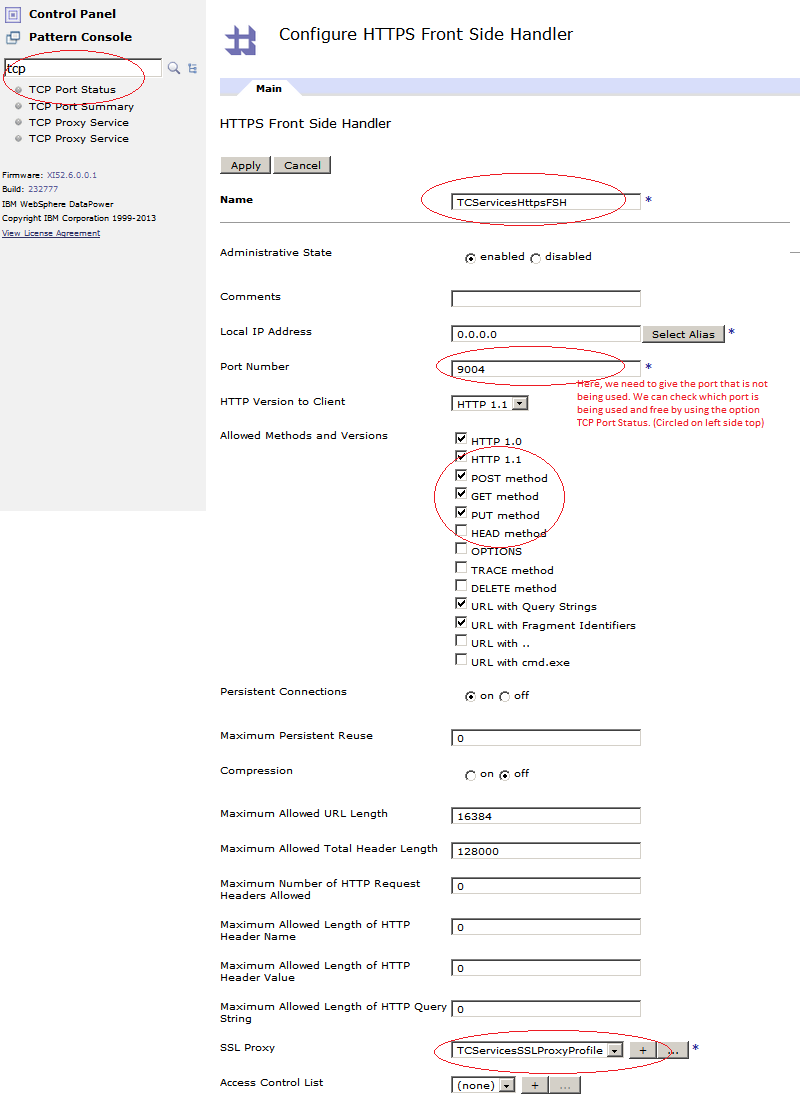 Control Panel
Pattern Console
tcp
TCP Port Status
TCP Port Summary
TCP Proxy Service
TCP Proxy Service
Firmware: XI52.6.0.0.1
Build: 232777
IBM WebSphere DataPower
Copyright IBM Corporation 1999-2013
View License Agreement
Configure HTTPS Front Side Handler
Main
HTTPS Front Side Handler
Apply Cancel
Name TCServicesHttpsFSH *
Administrative State enabled disabled
Comments
Local IP Address 0.0.0.0 Select Alias *
Port Number 9004 *
Here, we need to give the port that is not
being used. We can check which port is
being used and free by using the option
TCP Port Status. (Circled on left side top)
HTTP Version to Client HTTP 1.1
Allowed Methods and Versions
HTTP 1.0
HTTP 1.1
POST method
GET method
PUT method
HEAD method
OPTIONS
TRACE method
DELETE method
URL with Query Strings
URL with Fragment Identifiers
URL with ..
URL with cmd.exe
Persistent Connections on off
Maximum Persistent Reuse 0
Compression on off
Maximum Allowed URL Length 16384
Maximum Allowed Total Header Length 128000
Maximum Number of HTTP Request
Headers Allowed 0
Maximum Allowed Length of HTTP
Header Name 0
Maximum Allowed Length of HTTP
Header Value 0
Maximum Allowed Length of HTTP Query
String 0
SSL Proxy TCServicesSSLProxyProfile + ... *
Access Control List (none) + ...